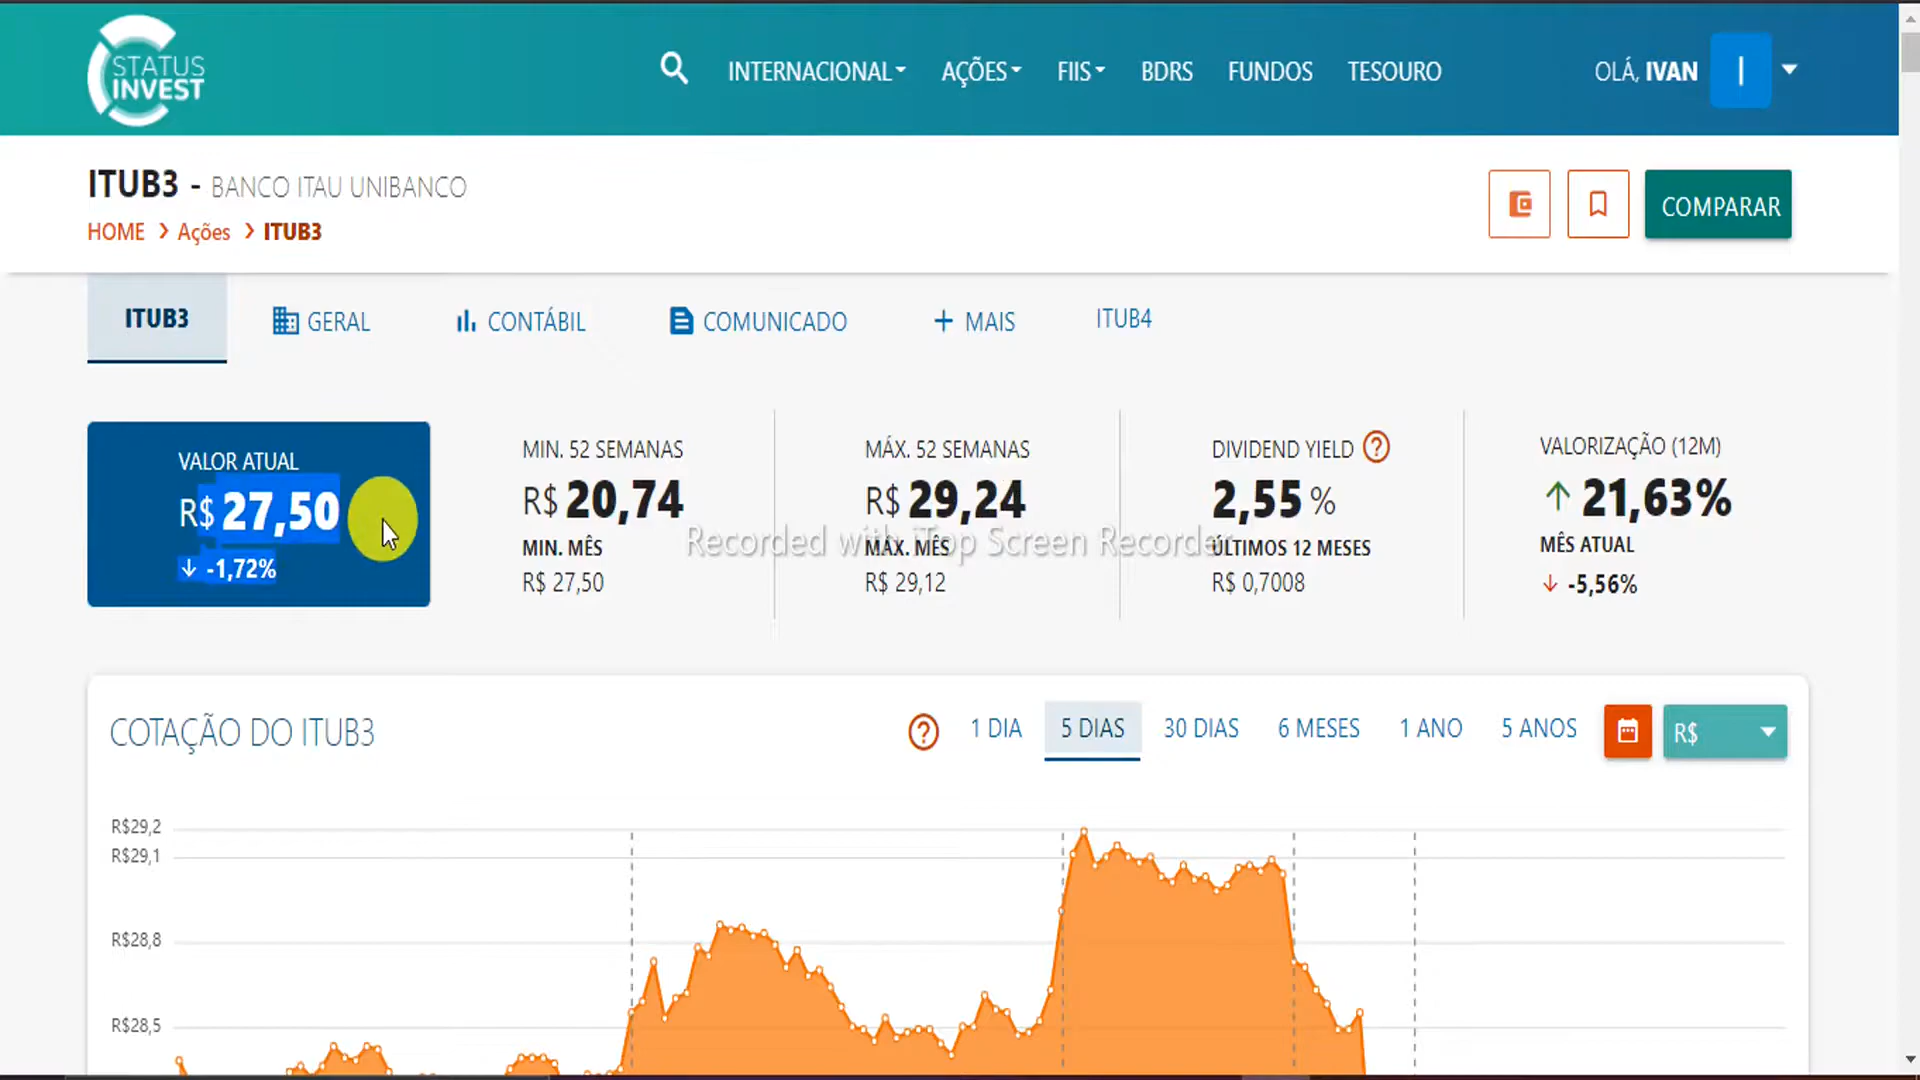 STATUS
INVEST
INTERNACIONAL
AÇÕES
FIIS
BDRS
FUNDOS
TESOURO
OLÁ, IVAN
I
ITUB3 - BANCO ITAU UNIBANCO
HOME > Ações > ITUB3
COMPARAR
ITUB3
GERAL
CONTÁBIL
COMUNICADO
+ MAIS
ITUB4
VALOR ATUAL
R$ 27,50
↓ -1,72%
MIN. 52 SEMANAS
R$ 20,74
MIN. MÊS
R$ 27,50
MÁX. 52 SEMANAS
R$ 29,24
MÁX. MÊS
R$ 29,12
DIVIDEND YIELD ?
2,55 %
ÚLTIMOS 12 MESES
R$ 0,7008
VALORIZAÇÃO (12M)
↑ 21,63%
MÊS ATUAL
↓ -5,56%
Recorded with iTop Screen Recorder
COTAÇÃO DO ITUB3
?
1 DIA
5 DIAS
30 DIAS
6 MESES
1 ANO
5 ANOS
R$
R$29,2
R$29,1
R$28,8
R$28,5